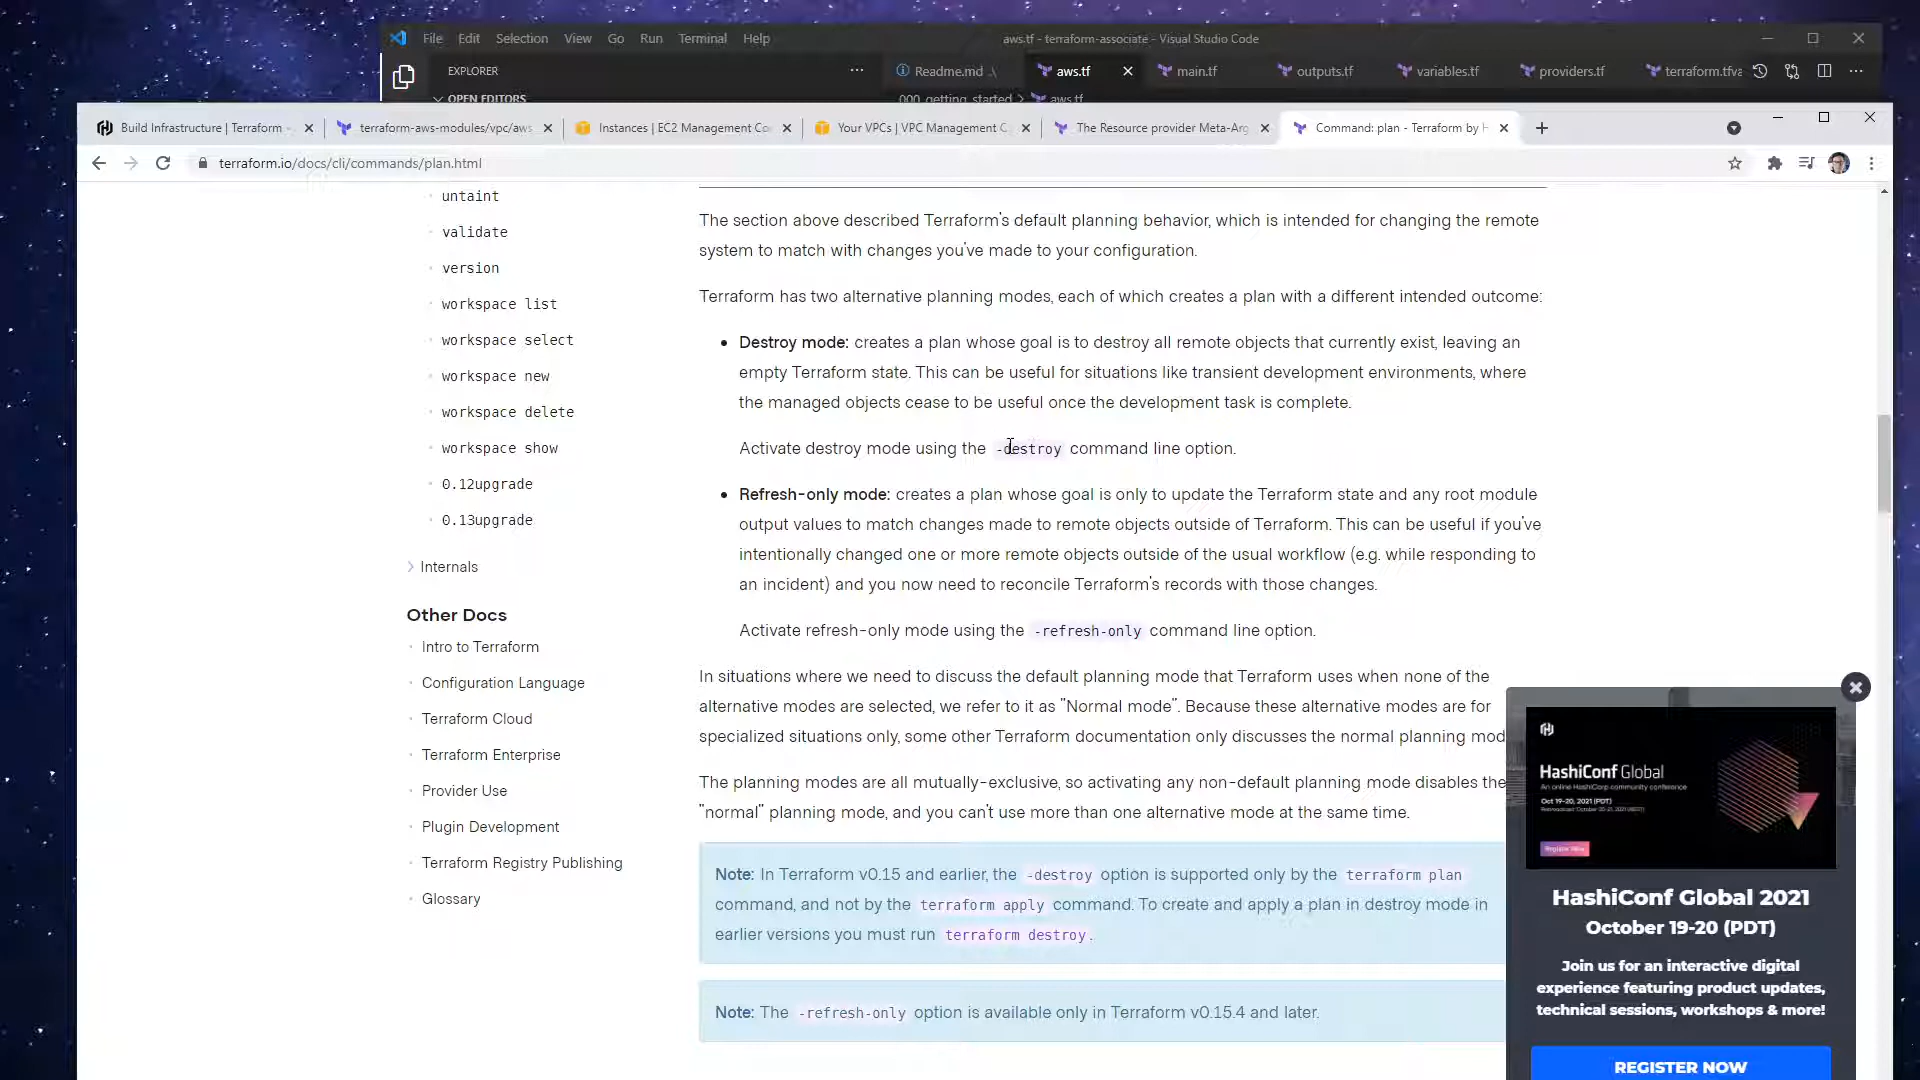 File Edit Selection View Go Run Terminal Help
aws.tf - terraform-associate - Visual Studio Code
EXPLORER
Readme.md .\
aws.tf
main.tf
outputs.tf
variables.tf
providers.tf
terraform.tfva
OPEN EDITORS
000_getting_started > aws.tf
Build Infrastructure | Terraform -
terraform-aws-modules/vpc/aws
Instances | EC2 Management Co
Your VPCs | VPC Management C
The Resource provider Meta-Arg
Command: plan - Terraform by H
terraform.io/docs/cli/commands/plan.html
untaint
validate
version
workspace list
workspace select
workspace new
workspace delete
workspace show
0.12upgrade
0.13upgrade
Internals
Other Docs
Intro to Terraform
Configuration Language
Terraform Cloud
Terraform Enterprise
Provider Use
Plugin Development
Terraform Registry Publishing
Glossary
The section above described Terraform's default planning behavior, which is intended for changing the remote
system to match with changes you've made to your configuration.
Terraform has two alternative planning modes, each of which creates a plan with a different intended outcome:
Destroy mode: creates a plan whose goal is to destroy all remote objects that currently exist, leaving an
empty Terraform state. This can be useful for situations like transient development environments, where
the managed objects cease to be useful once the development task is complete.
Activate destroy mode using the -destroy command line option.
Refresh-only mode: creates a plan whose goal is only to update the Terraform state and any root module
output values to match changes made to remote objects outside of Terraform. This can be useful if you've
intentionally changed one or more remote objects outside of the usual workflow (e.g. while responding to
an incident) and you now need to reconcile Terraform's records with those changes.
Activate refresh-only mode using the -refresh-only command line option.
In situations where we need to discuss the default planning mode that Terraform uses when none of the
alternative modes are selected, we refer to it as "Normal mode". Because these alternative modes are for
specialized situations only, some other Terraform documentation only discusses the normal planning mod
The planning modes are all mutually-exclusive, so activating any non-default planning mode disables the
"normal" planning mode, and you can't use more than one alternative mode at the same time.
Note: In Terraform v0.15 and earlier, the -destroy option is supported only by the terraform plan
command, and not by the terraform apply command. To create and apply a plan in destroy mode in
earlier versions you must run terraform destroy.
Note: The -refresh-only option is available only in Terraform v0.15.4 and later.
HashiConf Global
An online HashiCorp community conference
Oct 19-20, 2021 (PDT)
Register Now
HashiConf Global 2021
October 19-20 (PDT)
Join us for an interactive digital
experience featuring product updates,
technical sessions, workshops & more!
REGISTER NOW